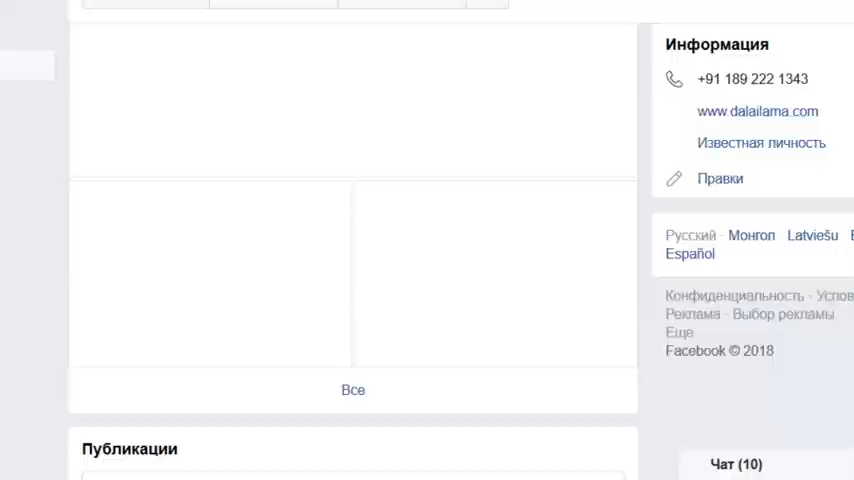 Информация
+91 189 222 1343
www.dalailama.com
Известная личность
Правки
Русский · Монгол Latviešu
Español
Конфиденциальность ·
Реклама · Выбор рекламы
Еще
Facebook © 2018
Все
Публикации
Чат (10)